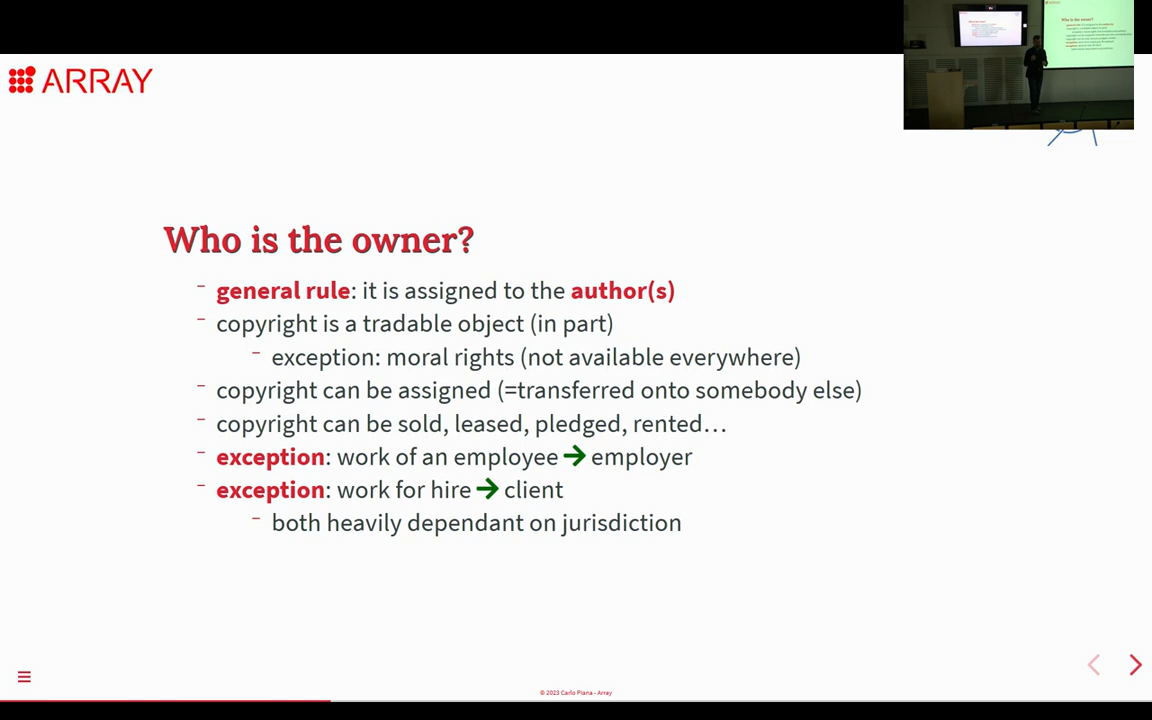 ARRAY
Who is the owner?
general rule: it is assigned to the author(s)
copyright is a tradable object (in part)
exception: moral rights (not available everywhere)
copyright can be assigned (=transferred onto somebody else)
copyright can be sold, leased, pledged, rented…
exception: work of an employee → employer
exception: work for hire → client
both heavily dependant on jurisdiction
© 2023 Carlo Piana - Array